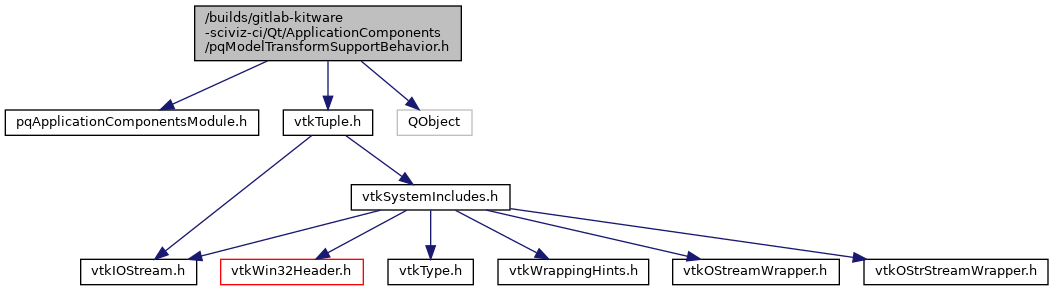 /builds/gitlab-kitware
-sciviz-ci/Qt/ApplicationComponents
/pqModelTransformSupportBehavior.h
pqApplicationComponentsModule.h
vtkTuple.h
QObject
vtkSystemIncludes.h
vtkIOStream.h
vtkWin32Header.h
vtkType.h
vtkWrappingHints.h
vtkOStreamWrapper.h
vtkOStrStreamWrapper.h